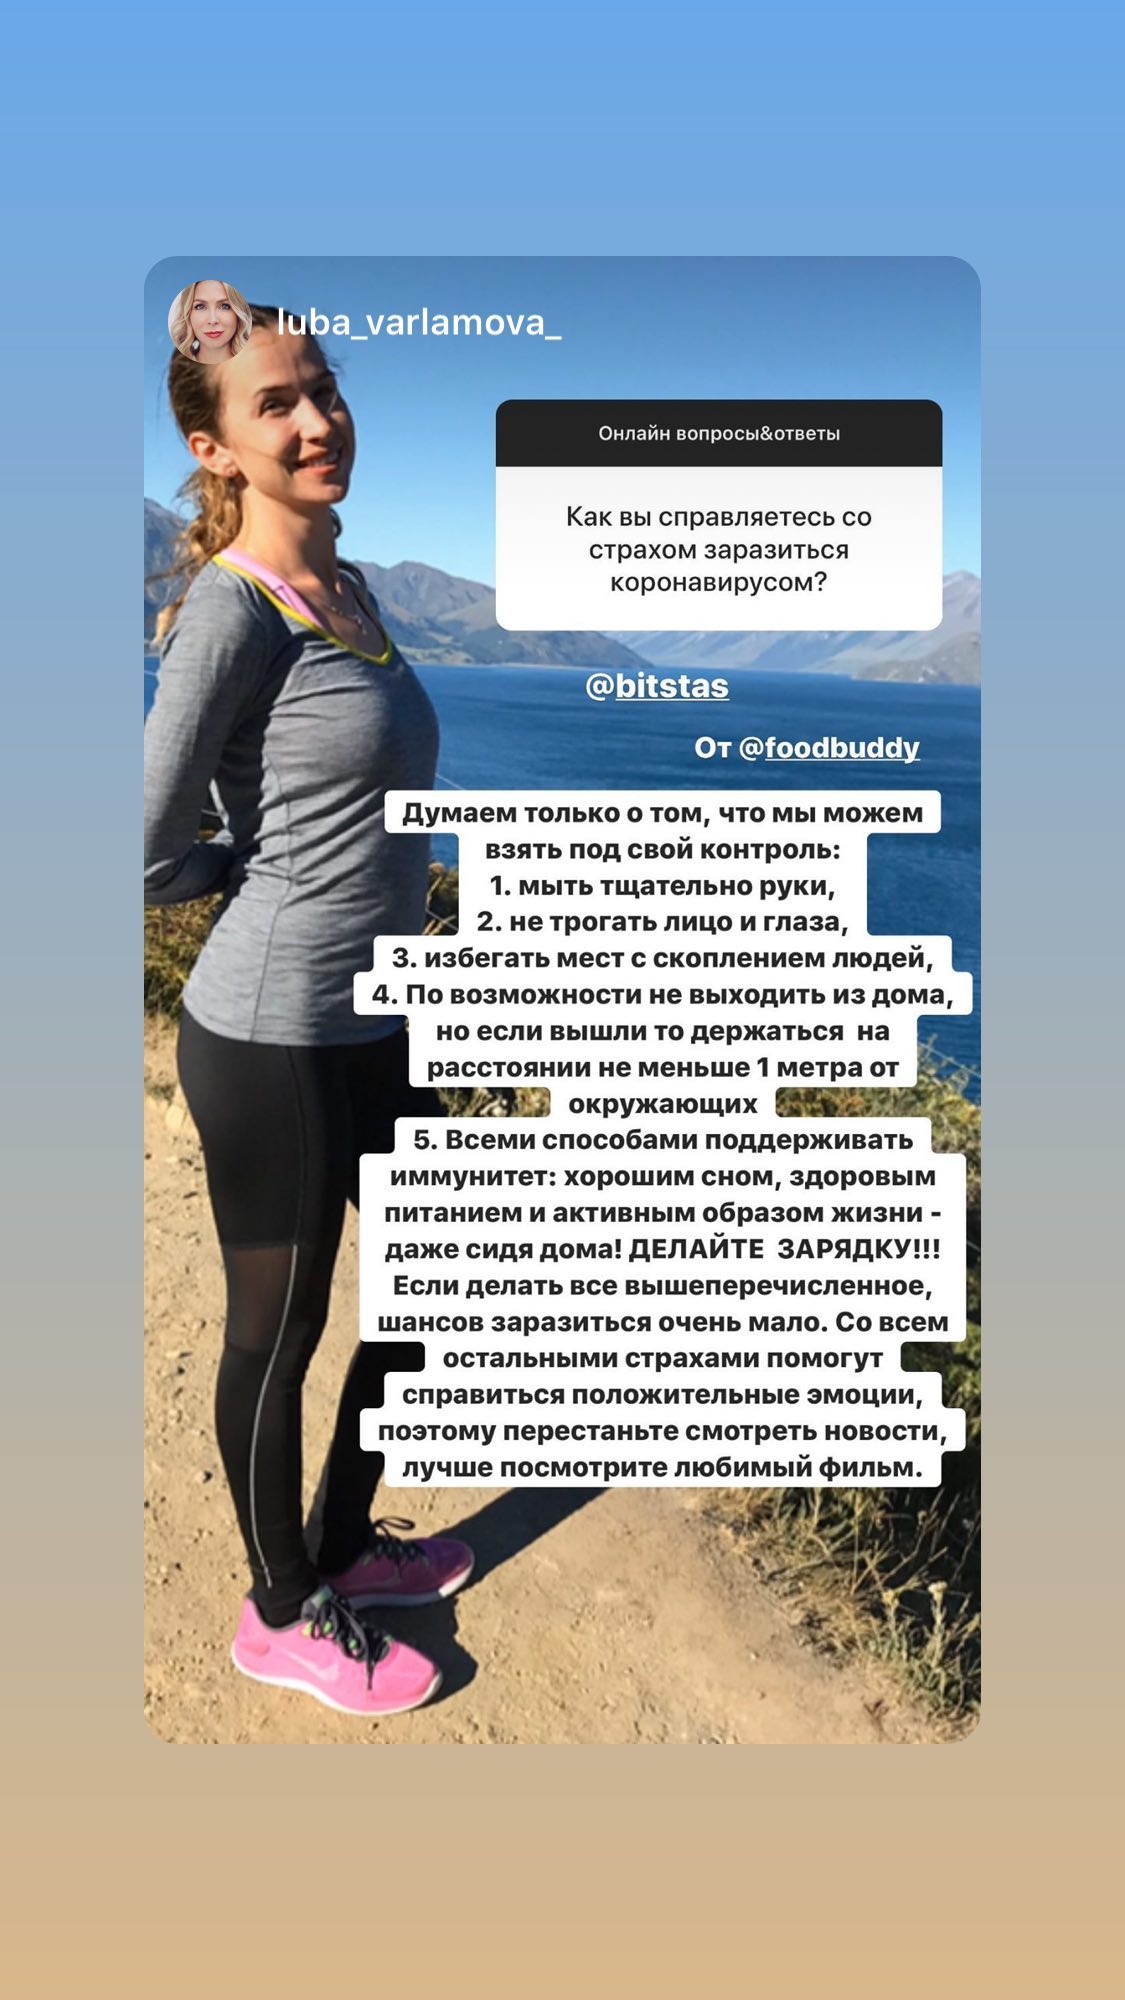 luba_varlamova_
Онлайн вопросы&ответы
Как вы справляетесь со
страхом заразиться
коронавирусом?
@bitstas
От @foodbuddy
Думаем только о том, что мы можем
взять под свой контроль:
1. мыть тщательно руки,
2. не трогать лицо и глаза,
3. избегать мест с скоплением людей,
4. По возможности не выходить из дома,
но если вышли то держаться  на
расстоянии не меньше 1 метра от
окружающих
5. Всеми способами поддерживать
иммунитет: хорошим сном, здоровым
питанием и активным образом жизни -
даже сидя дома! ДЕЛАЙТЕ  ЗАРЯДКУ!!!
Если делать все вышеперечисленное,
шансов заразиться очень мало. Со всем
остальными страхами помогут
справиться положительные эмоции,
поэтому перестаньте смотреть новости,
лучше посмотрите любимый фильм.